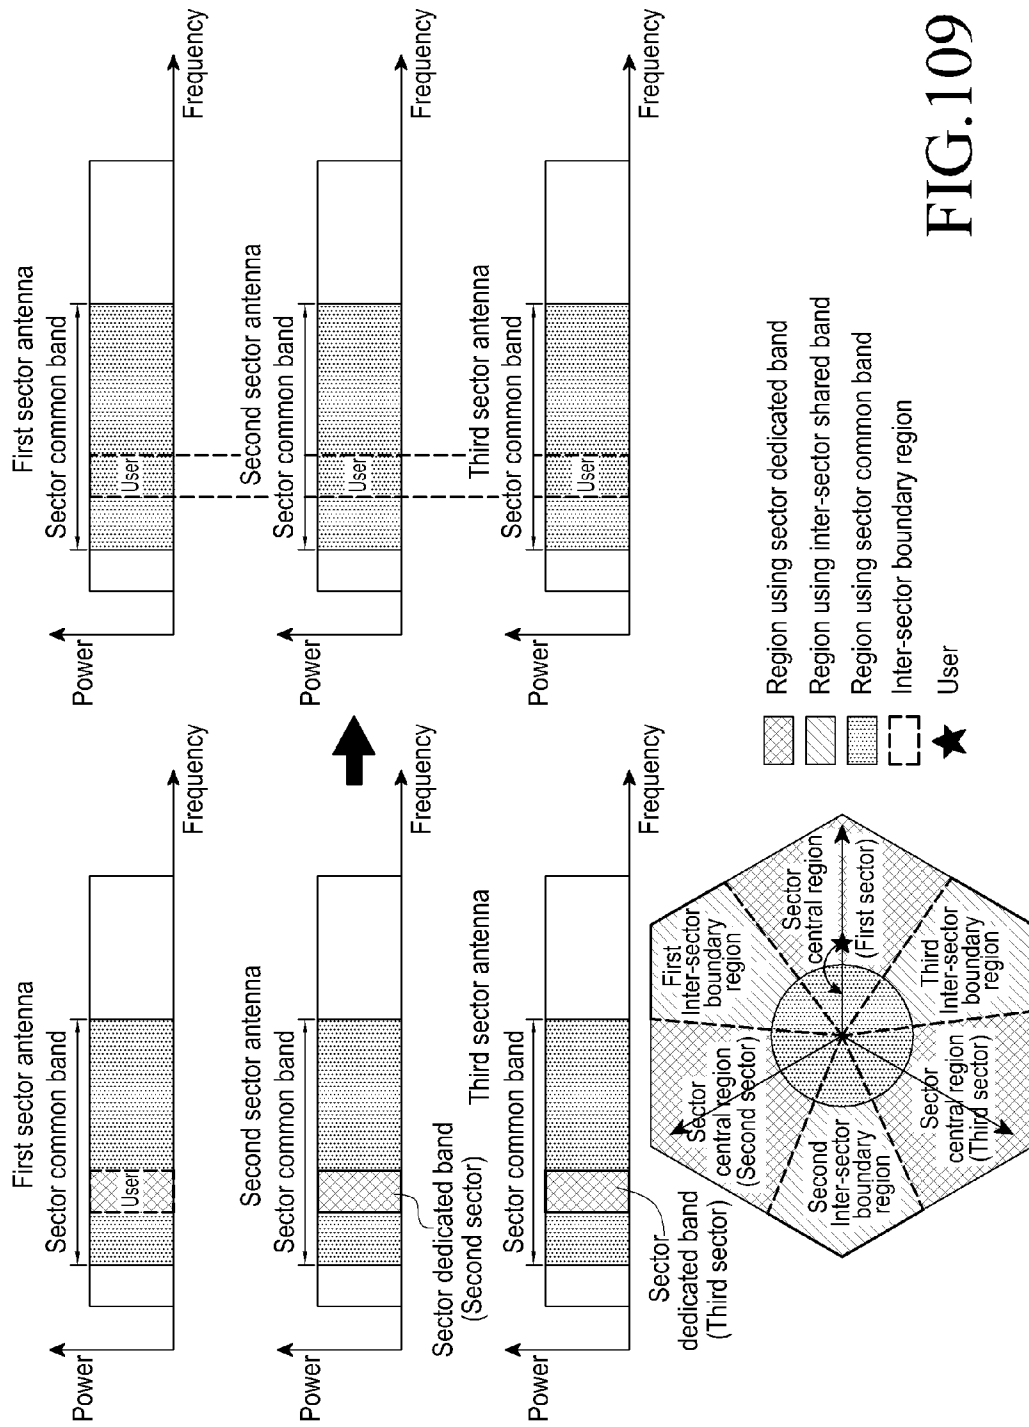 First sector antenna
Sector common band
Power
User
Frequency
Second sector antenna
Sector common band
Power
Sector dedicated band
(Second sector)
Frequency
Third sector antenna
Sector common band
Power
Sector
dedicated band
(Third sector)
Frequency
First sector antenna
Sector common band
Power
User
Frequency
Second sector antenna
Sector common band
Power
User
Frequency
Third sector antenna
Sector common band
Power
User
Frequency
First
Inter-sector
boundary
region
Sector
central region
(Second sector)
Sector
central region
(First sector)
Second
Inter-sector
boundary
region
Sector
central region
(Third sector)
Third
Inter-sector
boundary
region
Region using sector dedicated band
Region using inter-sector shared band
Region using sector common band
Inter-sector boundary region
User
FIG.109